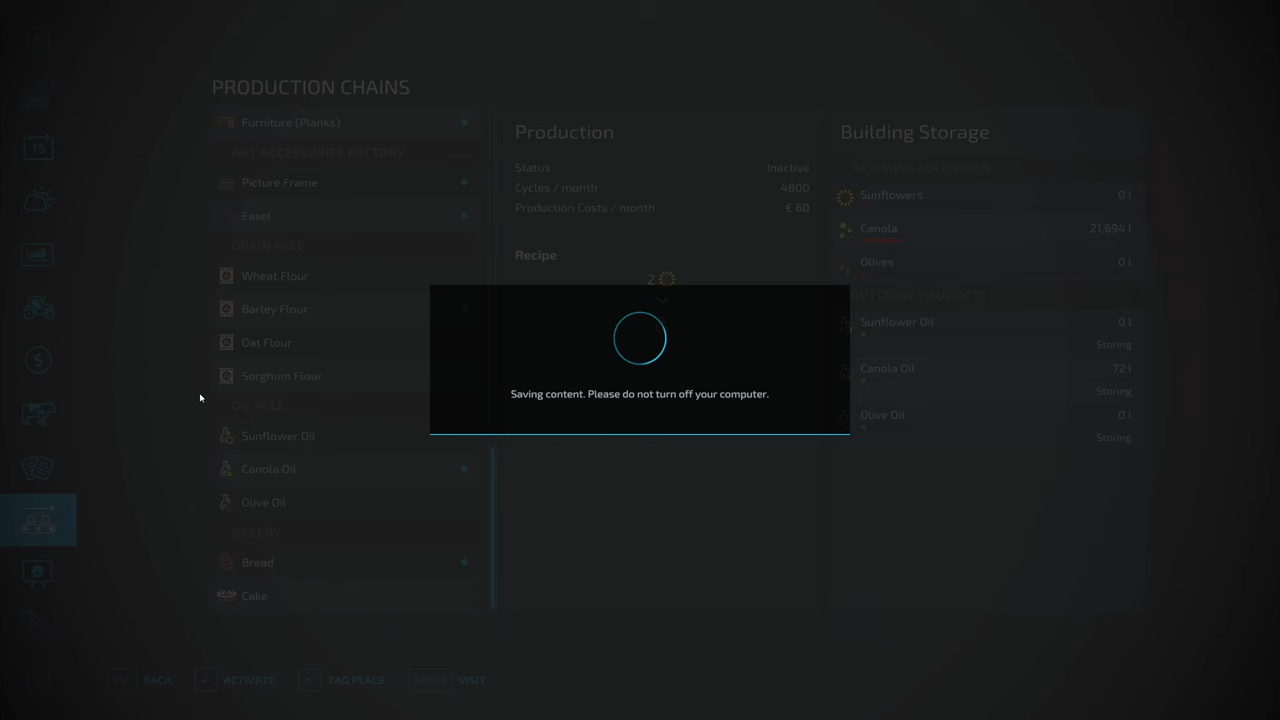 PRODUCTION CHAINS
15
$
Furniture (Planks)
ART ACCESSORIES FACTORY
Picture Frame
Easel
GRAIN MILL
Wheat Flour
Barley Flour
Oat Flour
Sorghum Flour
OIL MILL
Sunflower Oil
Canola Oil
Olive Oil
BAKERY
Bread
Cake
Production
Status Inactive
Cycles / month 4800
Production Costs / month € 60
Recipe
2
Saving content. Please do not turn off your computer.
Building Storage
INCOMING MATERIALS
Sunflowers 0 l
Canola 21,694 l
Olives 0 l
OUTGOING PRODUCTS
Sunflower Oil 0 l
Storing
Canola Oil 72 l
Storing
Olive Oil 0 l
Storing
BACK ACTIVATE TAG PLACE SPACE VISIT